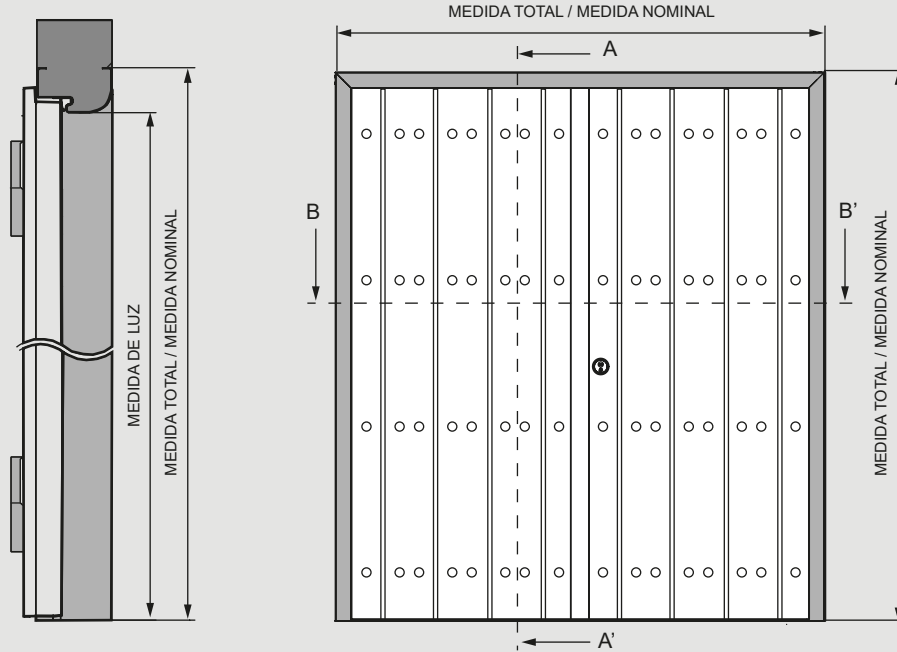 MEDIDA TOTAL / MEDIDA NOMINAL
A
B
B'
MEDIDA DE LUZ
MEDIDA TOTAL / MEDIDA NOMINAL
MEDIDA TOTAL / MEDIDA NOMINAL
A'